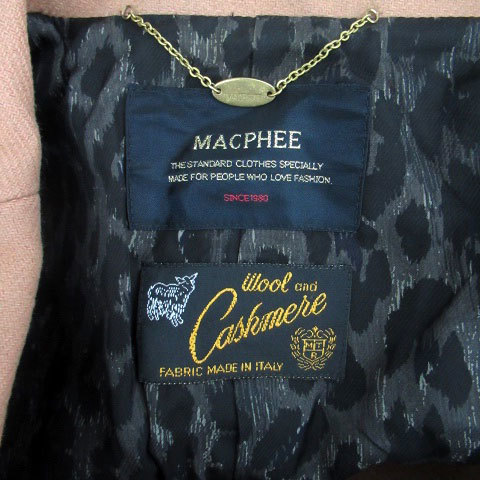 MACPHEE
THE STANDARD CLOTHES SPECIALLY
MADE FOR PEOPLE WHO LOVE FASHION.
SINCE1980
Wool and
Cashmere
MTR
FABRIC MADE IN ITALY